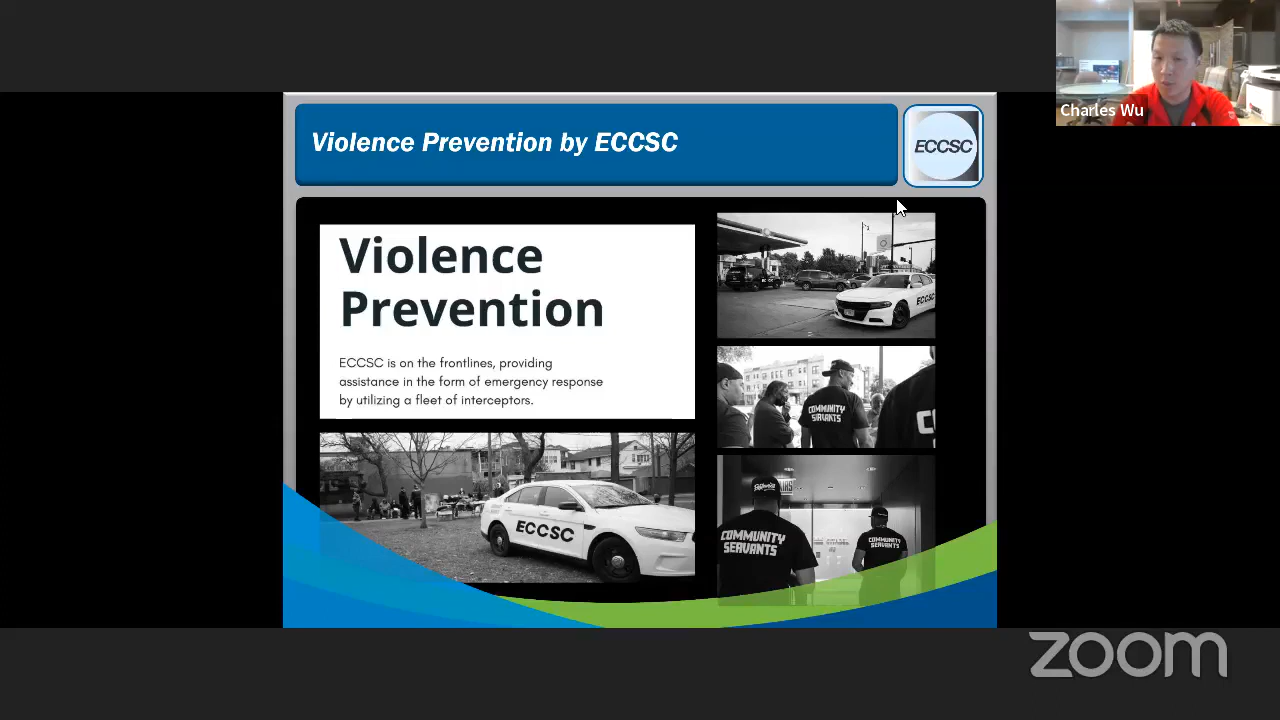 Charles Wu
Violence Prevention by ECCSC
ECCSC
Violence
Prevention
ECCSC is on the frontlines, providing
assistance in the form of emergency response
by utilizing a fleet of interceptors.
ECCSC
COMMUNITY
SERVANTS
ECCSC
COMMUNITY
SERVANTS
COMMUNITY
SERVANTS
zoom